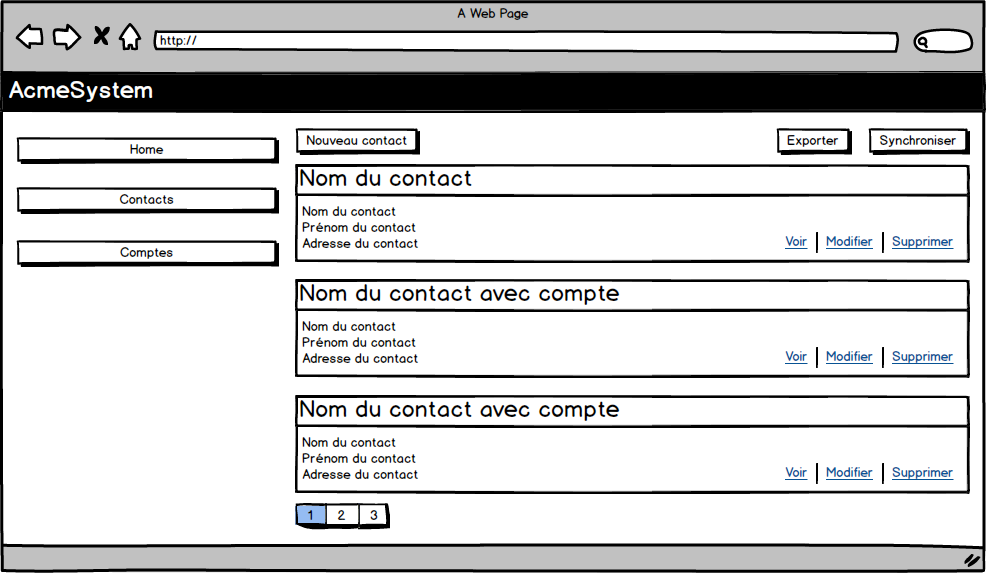 A Web Page
http://
AcmeSystem
Home
Contacts
Comptes
Nouveau contact
Exporter
Synchroniser
Nom du contact
Nom du contact
Prénom du contact
Adresse du contact
Voir
Modifier
Supprimer
Nom du contact avec compte
Nom du contact
Prénom du contact
Adresse du contact
Voir
Modifier
Supprimer
Nom du contact avec compte
Nom du contact
Prénom du contact
Adresse du contact
Voir
Modifier
Supprimer
1 2 3